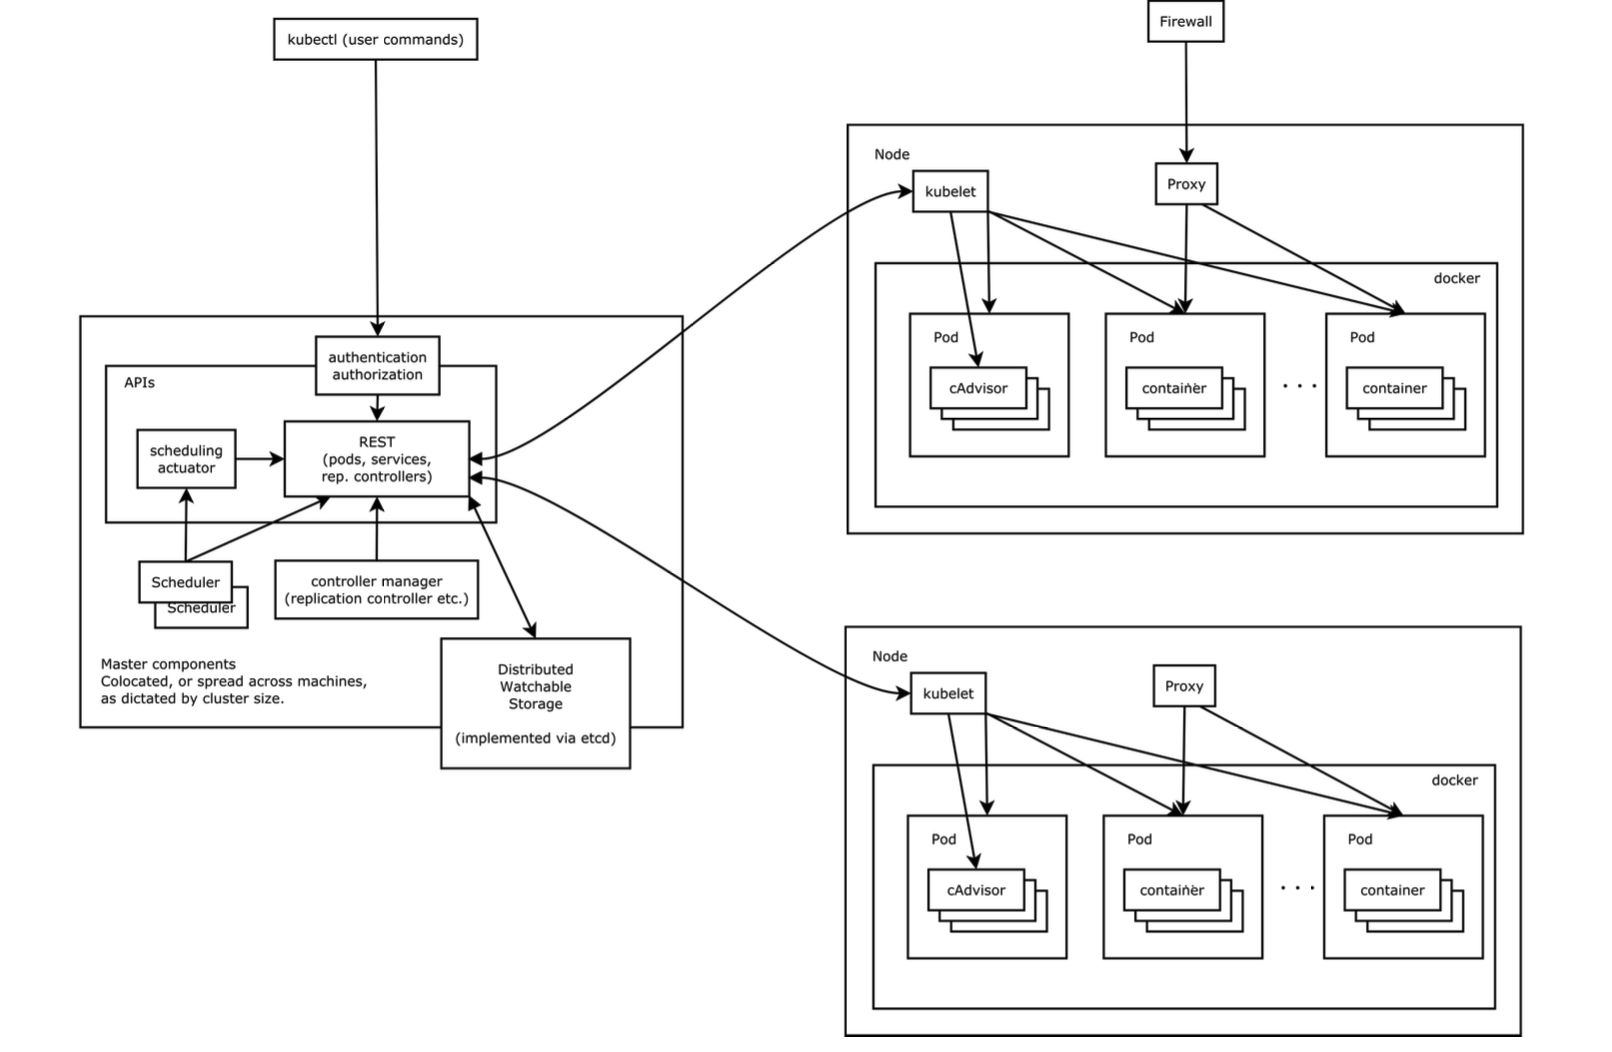 kubectl (user commands)
Firewall
Node
kubelet
Proxy
docker
Pod
cAdvisor
Pod
container
. . .
Pod
container
authentication
authorization
APIs
scheduling
actuator
REST
(pods, services,
rep. controllers)
Scheduler
Scheduler
controller manager
(replication controller etc.)
Distributed
Watchable
Storage
(implemented via etcd)
Master components
Colocated, or spread across machines,
as dictated by cluster size.
Node
kubelet
Proxy
docker
Pod
cAdvisor
Pod
container
. . .
Pod
container